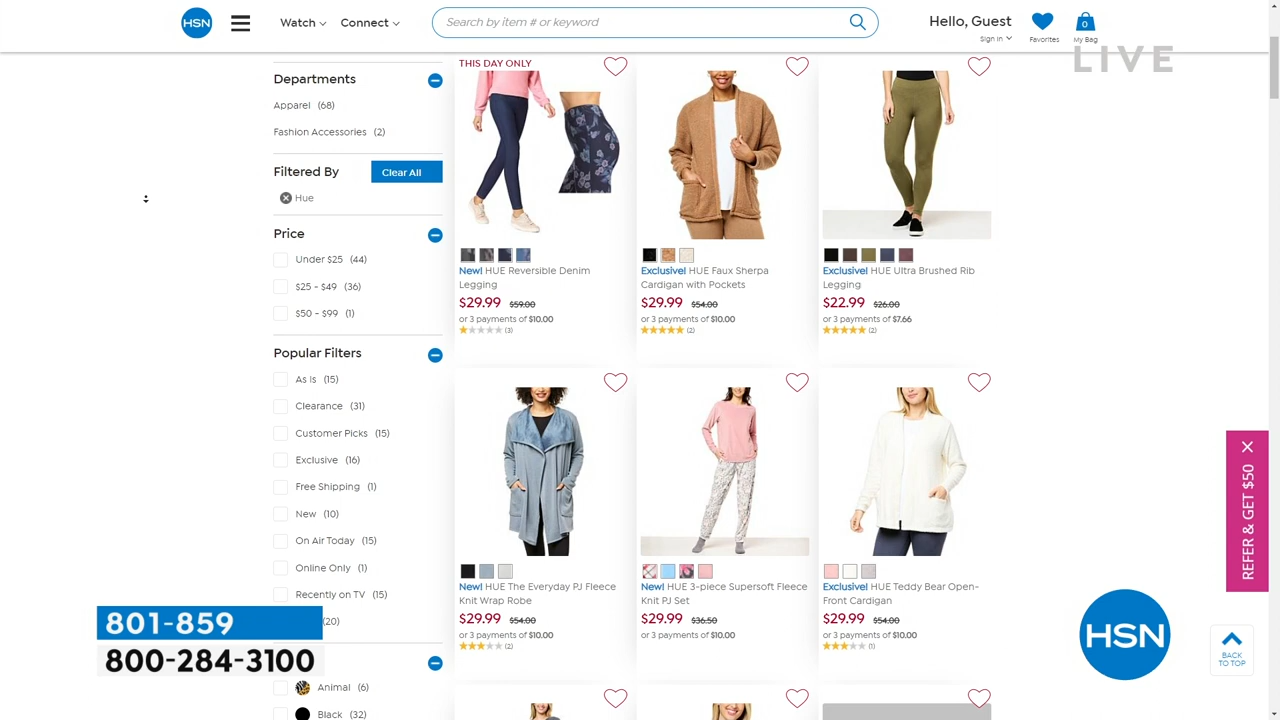 HSN
Watch
Connect
Search by item # or keyword
Hello, Guest
Sign In
Favorites
0
My Bag
LIVE
Departments
Apparel (68)
Fashion Accessories (2)
Filtered By
Clear All
Hue
Price
Under $25 (44)
$25 - $49 (36)
$50 - $99 (1)
Popular Filters
As Is (15)
Clearance (31)
Customer Picks (15)
Exclusive (16)
Free Shipping (1)
New (10)
On Air Today (15)
Online Only (1)
Recently on TV (15)
(20)
Animal (6)
Black (32)
THIS DAY ONLY
New! HUE Reversible Denim
Legging
$29.99 $59.00
or 3 payments of $10.00
(3)
Exclusive! HUE Faux Sherpa
Cardigan with Pockets
$29.99 $54.00
or 3 payments of $10.00
(2)
Exclusive! HUE Ultra Brushed Rib
Legging
$22.99 $26.00
or 3 payments of $7.66
(2)
New! HUE The Everyday PJ Fleece
Knit Wrap Robe
$29.99 $54.00
or 3 payments of $10.00
(2)
New! HUE 3-piece Supersoft Fleece
Knit PJ Set
$29.99 $36.50
or 3 payments of $10.00
Exclusive! HUE Teddy Bear Open-
Front Cardigan
$29.99 $54.00
or 3 payments of $10.00
(1)
REFER & GET $50
801-859
800-284-3100
HSN
BACK
TO TOP